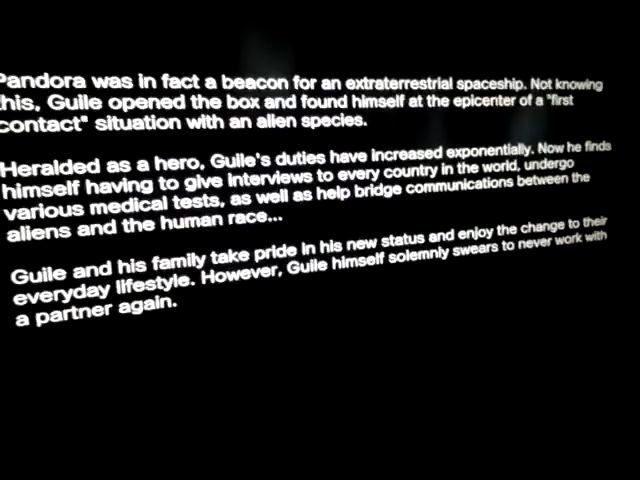 Pandora was in fact a beacon for an extraterrestrial spaceship. Not knowing
this, Guile opened the box and found himself at the epicenter of a "first
contact" situation with an alien species.
Heralded as a hero, Guile's duties have increased exponentially. Now he finds
himself having to give interviews to every country in the world, undergo
various medical tests, as well as help bridge communications between the
aliens and the human race...
Guile and his family take pride in his new status and enjoy the change to their
everyday lifestyle. However, Guile himself solemnly swears to never work with
a partner again.